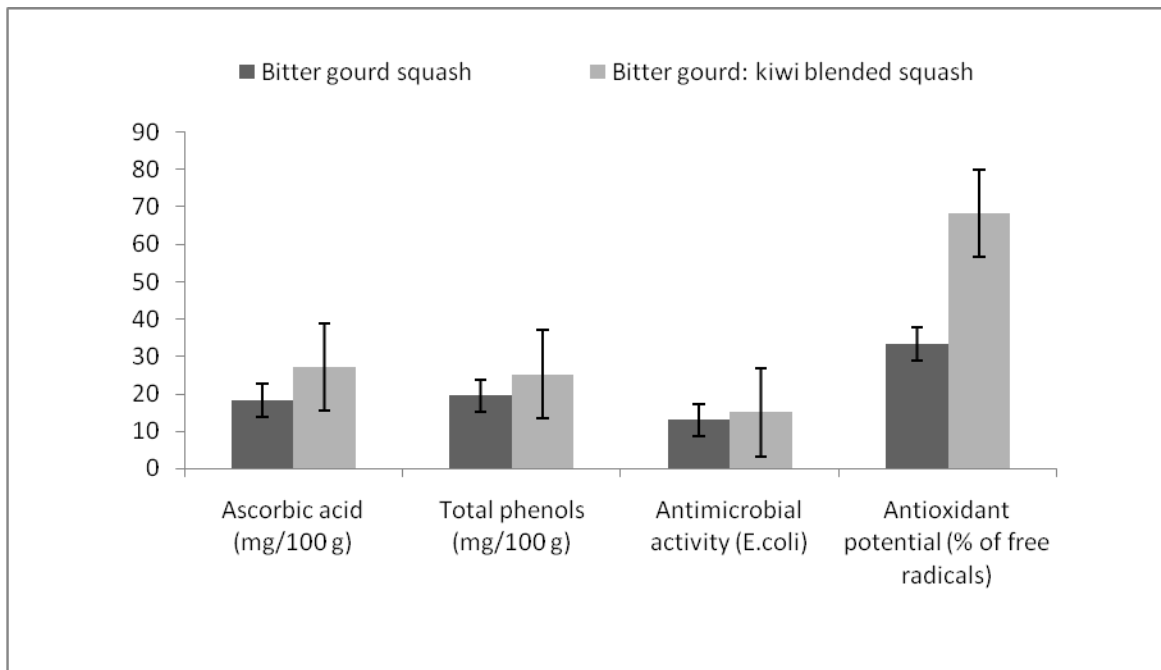 Bitter gourd squash
Bitter gourd: kiwi blended squash
90
80
70
60
50
40
30
20
10
0
Ascorbic acid
(mg/100 g)
Total phenols
(mg/100 g)
Antimicrobial
activity (E.coli)
Antioxidant
potential (% of free
radicals)